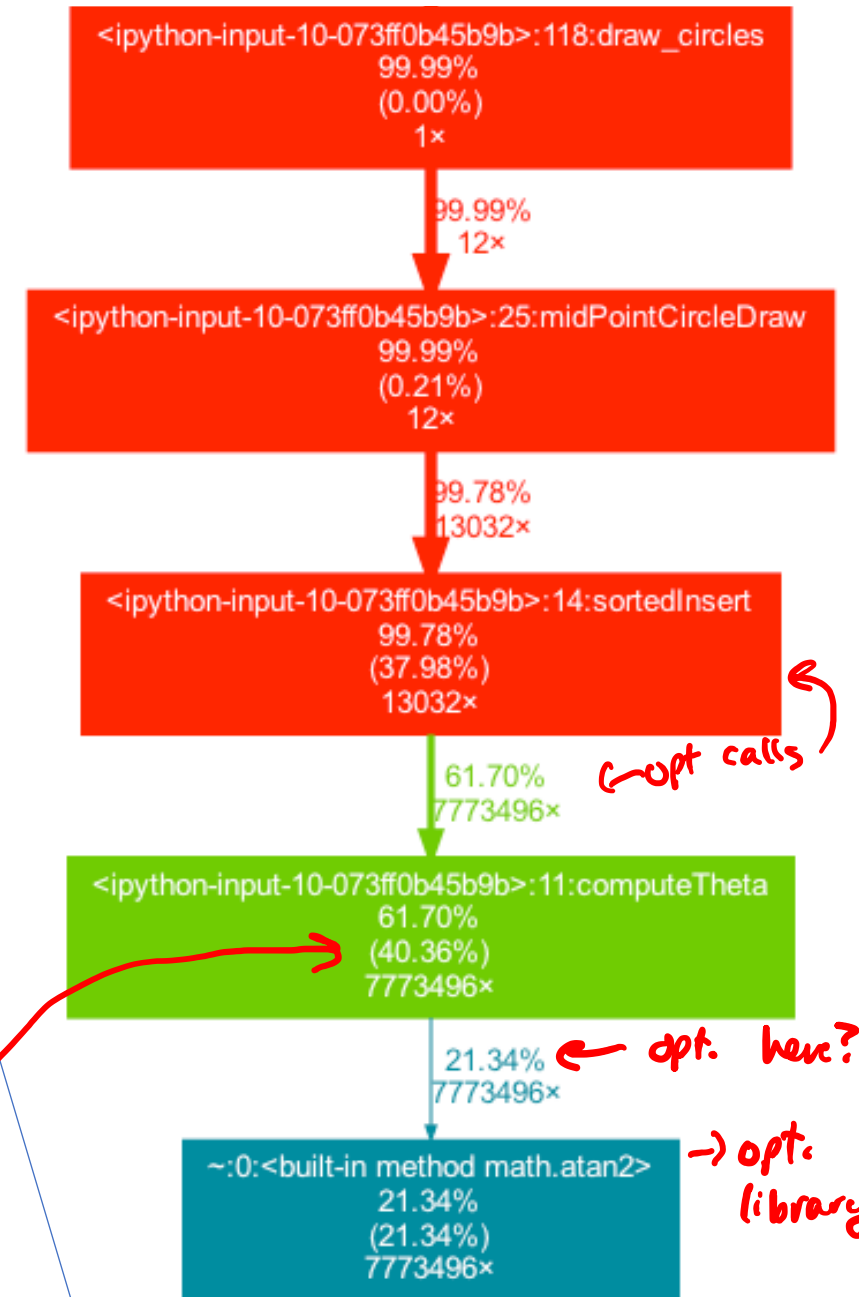 <ipython-input-10-073ff0b45b9b>:118:draw_circles
99.99%
(0.00%)
1×
99.99%
12×
<ipython-input-10-073ff0b45b9b>:25:midPointCircleDraw
99.99%
(0.21%)
12×
99.78%
13032×
<ipython-input-10-073ff0b45b9b>:14:sortedInsert
99.78%
(37.98%)
13032×
opt calls
61.70%
7773496×
<ipython-input-10-073ff0b45b9b>:11:computeTheta
61.70%
(40.36%)
7773496×
opt. here?
21.34%
7773496×
~:0:<built-in method math.atan2>
21.34%
(21.34%)
7773496×
opt.
library